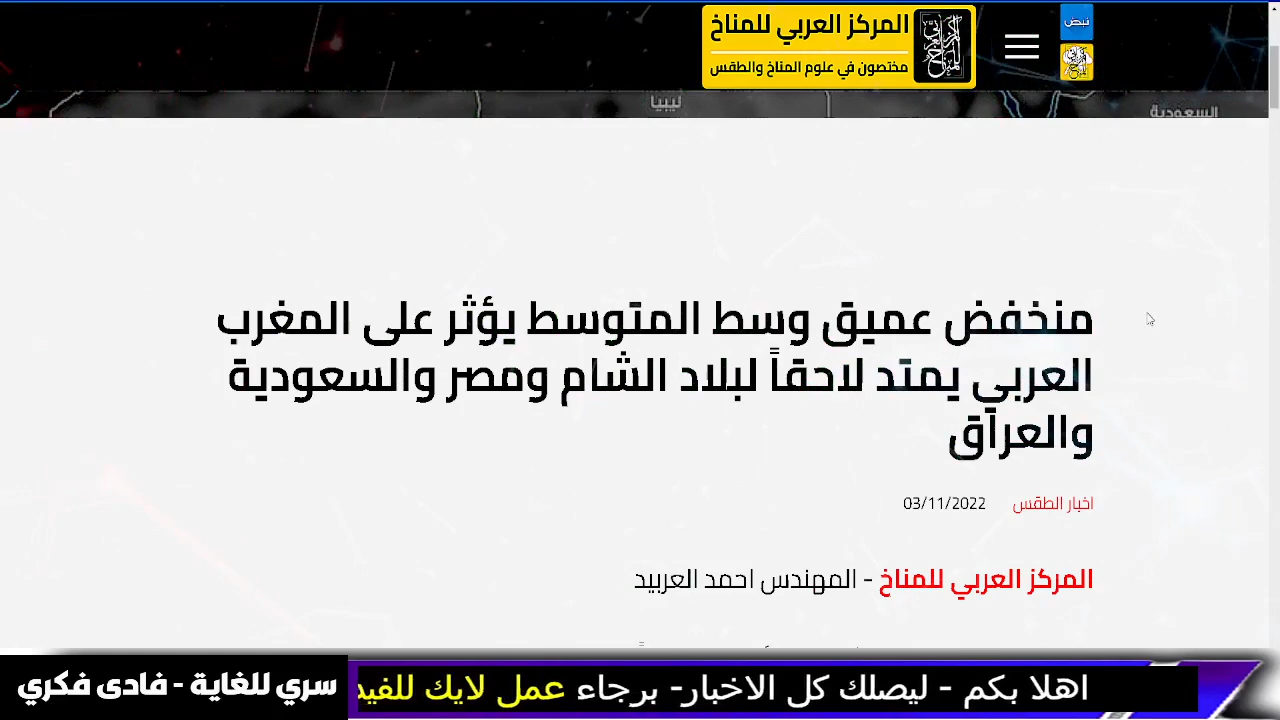 المركز العربي للمناخ
مختصون في علوم المناخ والطقس
نبض
ليبيا
السعودية
منخفض عميق وسط المتوسط يؤثر على المغرب
العربي يمتد لاحقاً لبلاد الشام ومصر والسعودية
والعراق
اخبار الطقس 03/11/2022
المركز العربي للمناخ - المهندس احمد العربيد
اهلا بكم - ليصلك كل الاخبار- برجاء عمل لايك
سري للغاية - فادى فكري